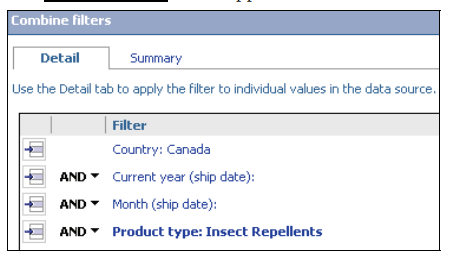 Combine filters
Detail Summary
Use the Detail tab to apply the filter to individual values in the data source.
Filter
Country: Canada
AND Current year (ship date):
AND Month (ship date):
AND Product type: Insect Repellents